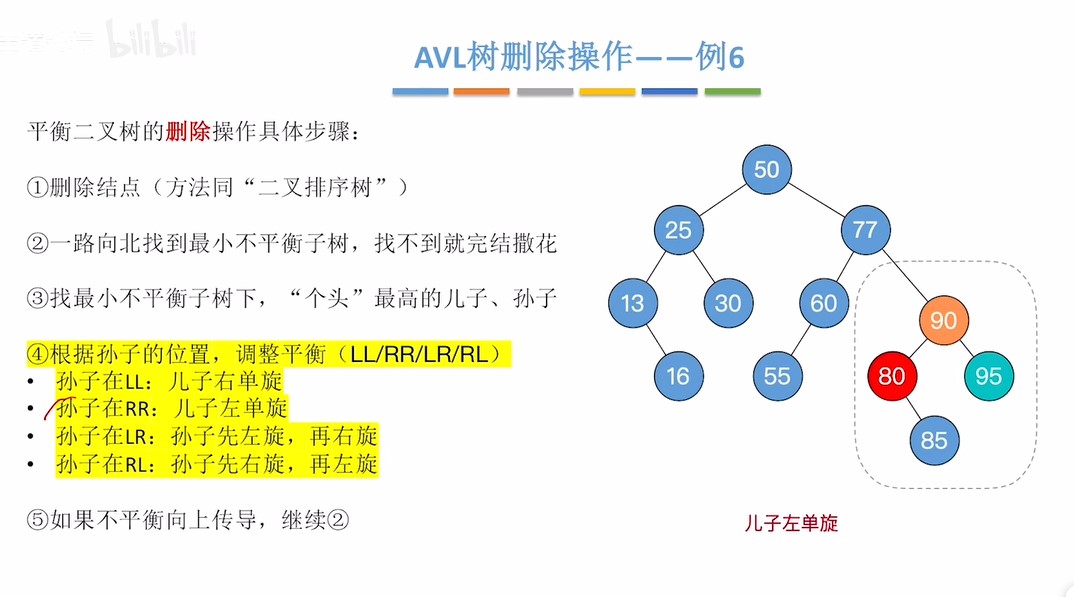 bilibili
AVL树删除操作——例6
平衡二叉树的删除操作具体步骤：
①删除结点（方法同“二叉排序树”）
②一路向北找到最小不平衡子树，找不到就完结撒花
③找最小不平衡子树下，“个头”最高的儿子、孙子
④根据孙子的位置，调整平衡（LL/RR/LR/RL）
• 孙子在LL：儿子右单旋
• 孙子在RR：儿子左单旋
• 孙子在LR：孙子先左旋，再右旋
• 孙子在RL：孙子先右旋，再左旋
⑤如果不平衡向上传导，继续②
50
25 77
13 30 60 90
16 55 80 95
85
儿子左单旋